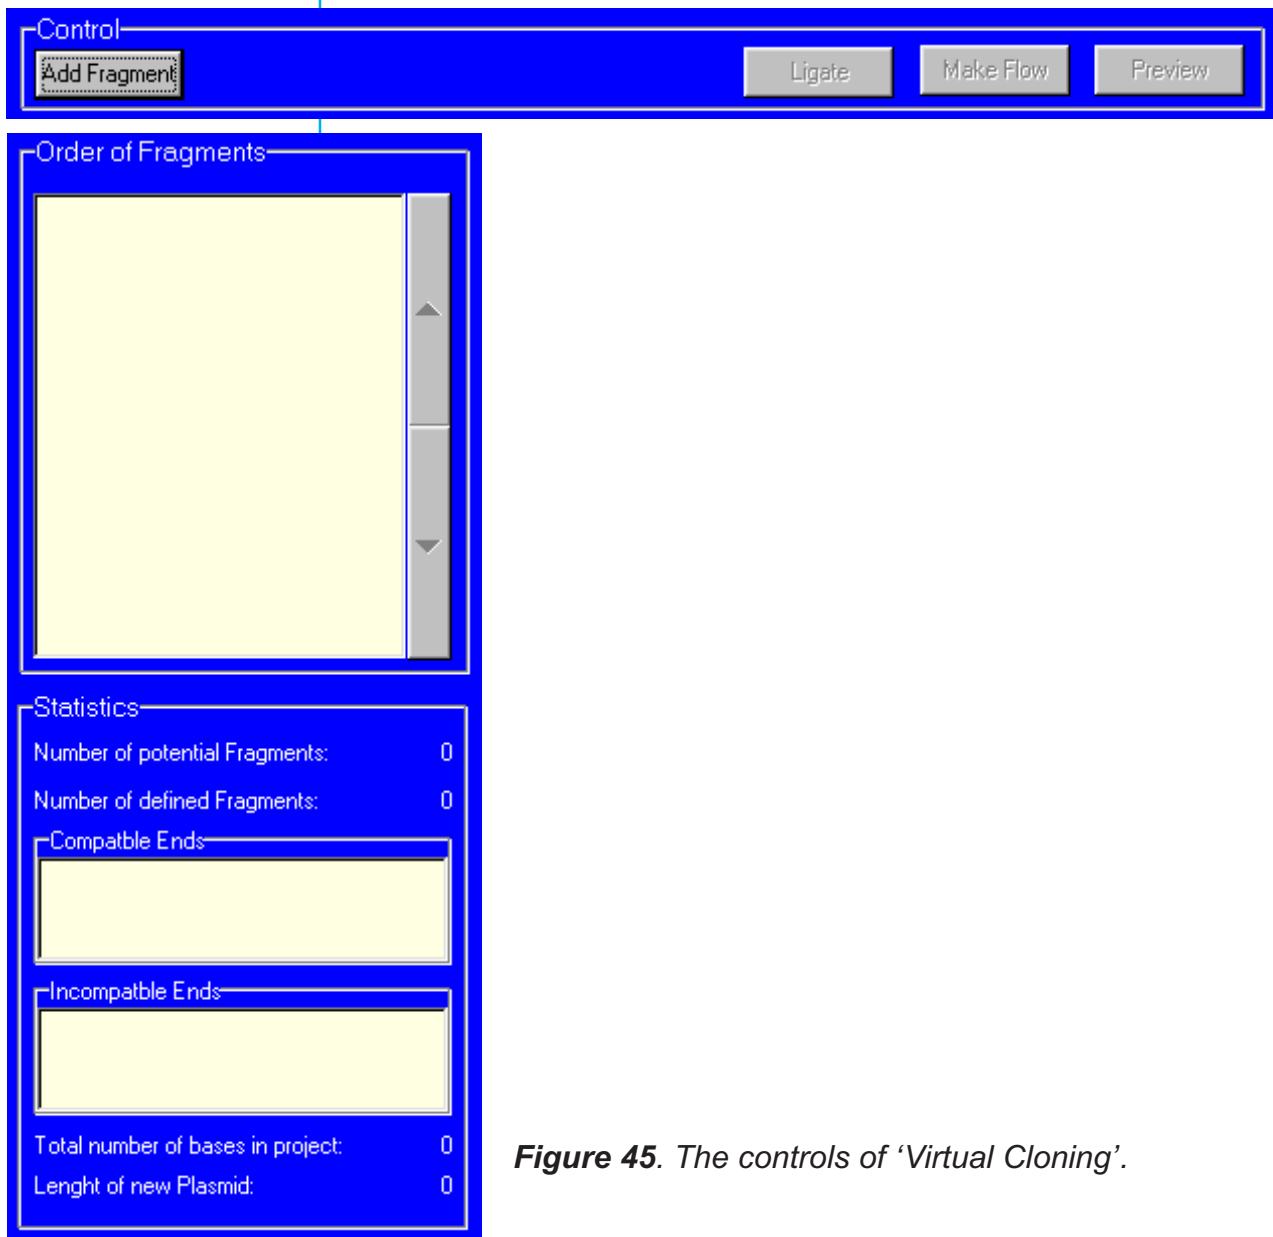 Control
Add Fragment Ligate Make Flow Preview
Order of Fragments
Statistics
Number of potential Fragments: 0
Number of defined Fragments: 0
Compatble Ends
Incompatble Ends
Total number of bases in project: 0
Lenght of new Plasmid: 0
Figure 45. The controls of ‘Virtual Cloning’.